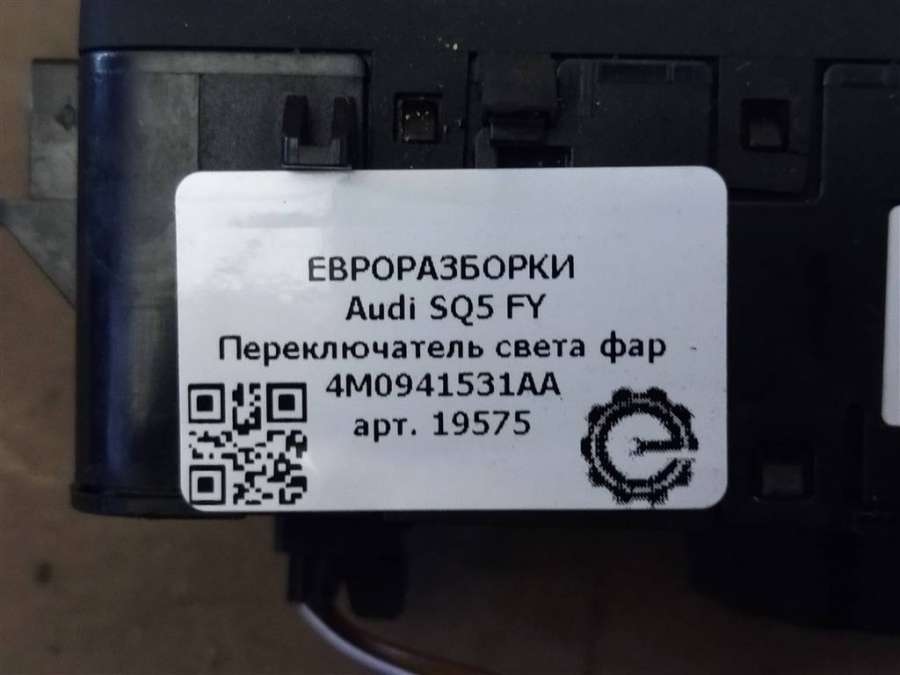 ЕВРОРАЗБОРКИ
Audi SQ5 FY
Переключатель света фар
4M0941531AA
арт. 19575